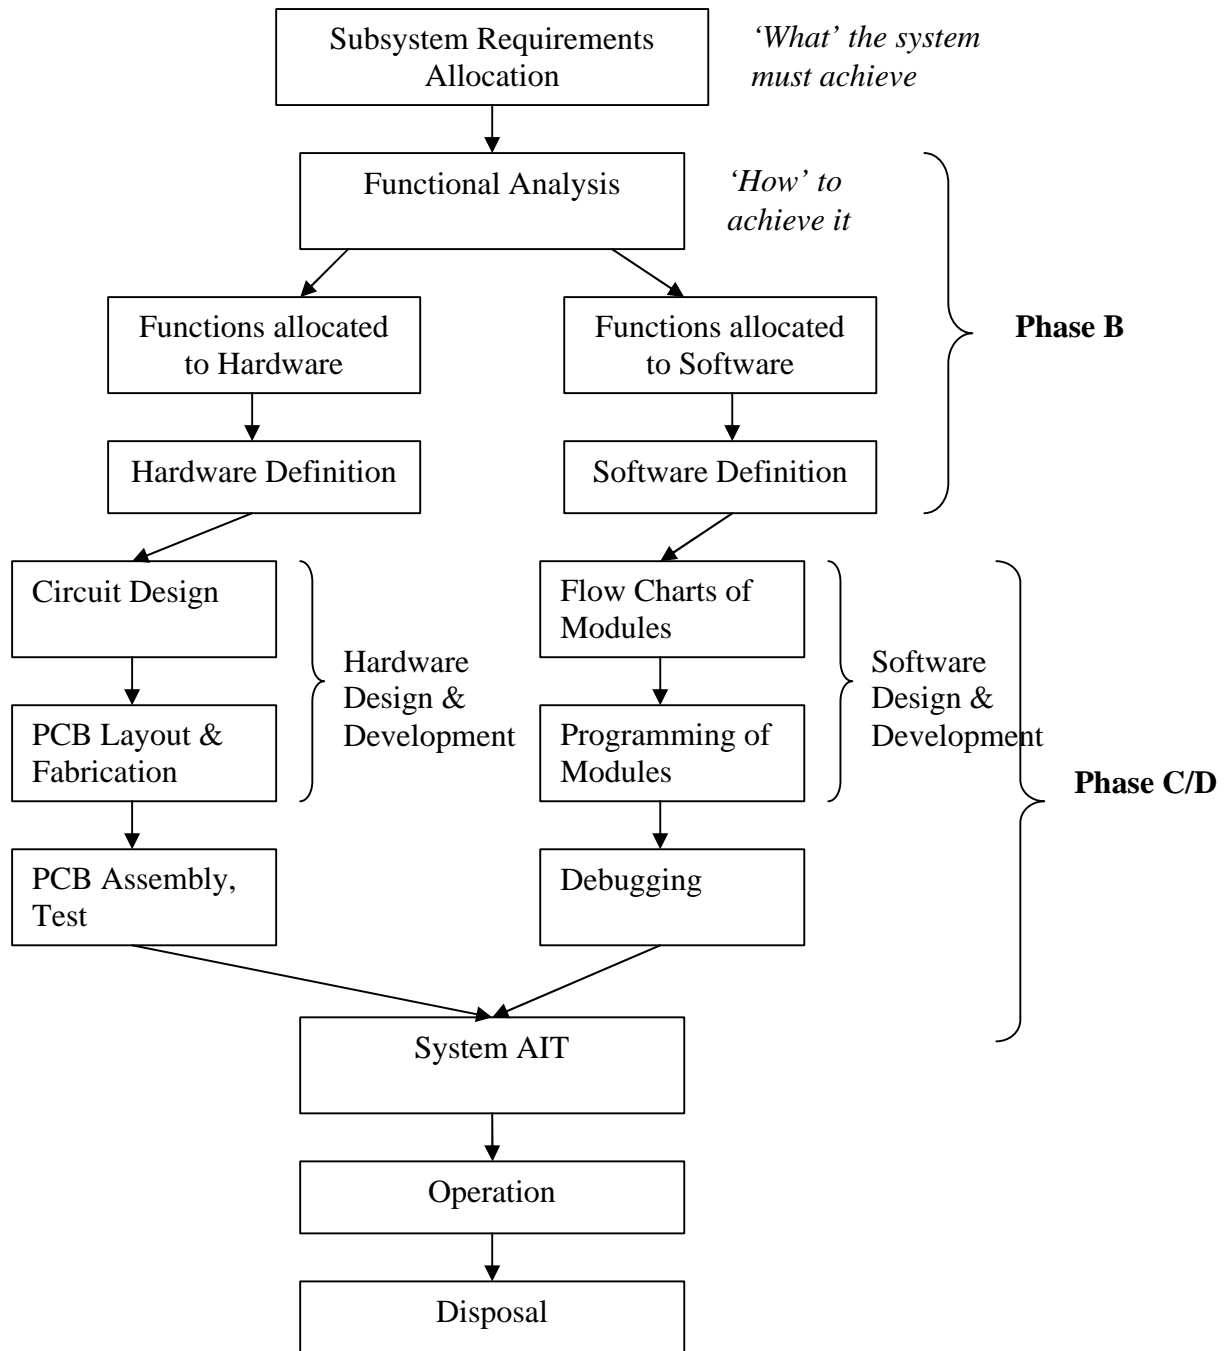 Subsystem Requirements
Allocation
‘What’ the system
must achieve
Functional Analysis
‘How’ to
achieve it
Functions allocated
to Hardware
Functions allocated
to Software
Phase B
Hardware Definition
Software Definition
Circuit Design
Flow Charts of
Modules
Hardware
Design &
Development
Software
Design &
Development
PCB Layout &
Fabrication
Programming of
Modules
Phase C/D
PCB Assembly,
Test
Debugging
System AIT
Operation
Disposal